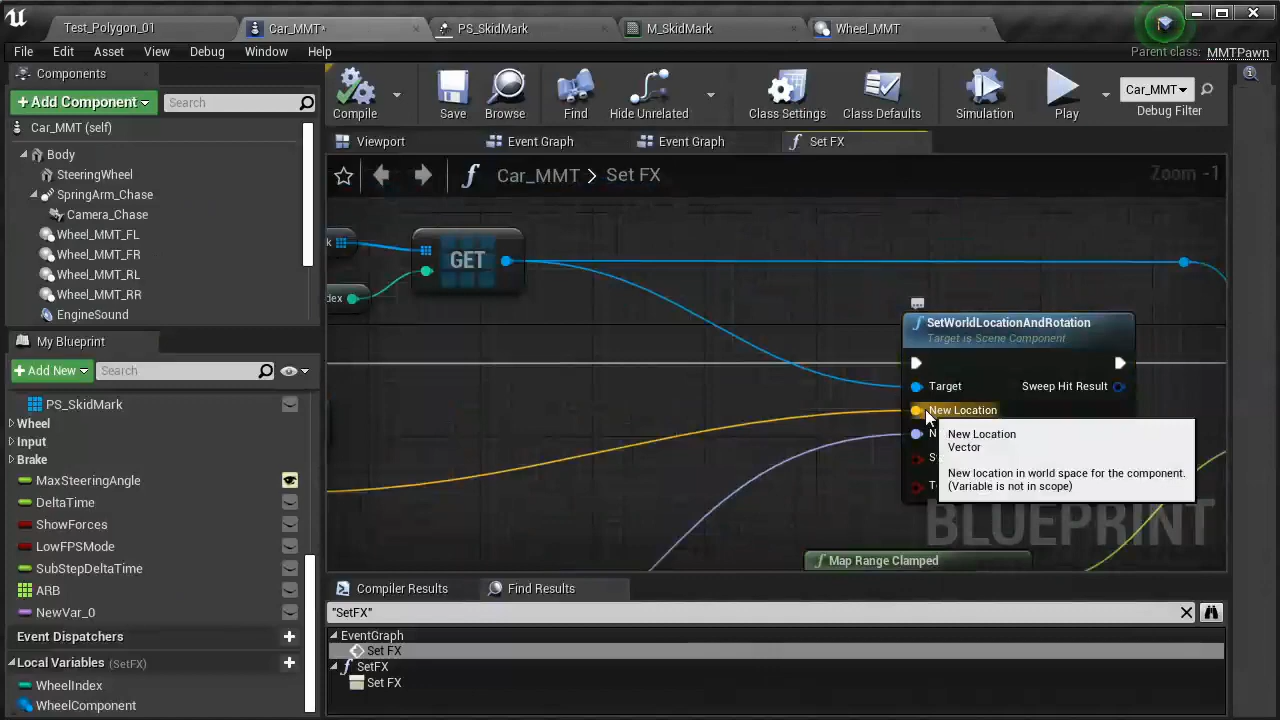 Test_Polygon_01
Car_MMT*
PS_SkidMark
M_SkidMark
Wheel_MMT
File Edit Asset View Debug Window Help
Parent class: MMTPawn
Components
Add Component
Search
Compile
Save
Browse
Find
Hide Unrelated
Class Settings
Class Defaults
Simulation
Play
Car_MMT
Debug Filter
Car_MMT (self)
Body
SteeringWheel
SpringArm_Chase
Camera_Chase
Wheel_MMT_FL
Wheel_MMT_FR
Wheel_MMT_RL
Wheel_MMT_RR
EngineSound
Viewport
Event Graph
Event Graph
Set FX
Car_MMT > Set FX
Zoom -1
k
GET
dex
SetWorldLocationAndRotation
Target is Scene Component
Target
Sweep Hit Result
New Location
N
New Location
Vector
New location in world space for the component.
(Variable is not in scope)
BLUEPRINT
Map Range Clamped
My Blueprint
Add New
Search
PS_SkidMark
Wheel
Input
Brake
MaxSteeringAngle
DeltaTime
ShowForces
LowFPSMode
SubStepDeltaTime
ARB
NewVar_0
Event Dispatchers
Local Variables (SetFX)
WheelIndex
WheelComponent
Compiler Results
Find Results
"SetFX"
EventGraph
Set FX
SetFX
Set FX